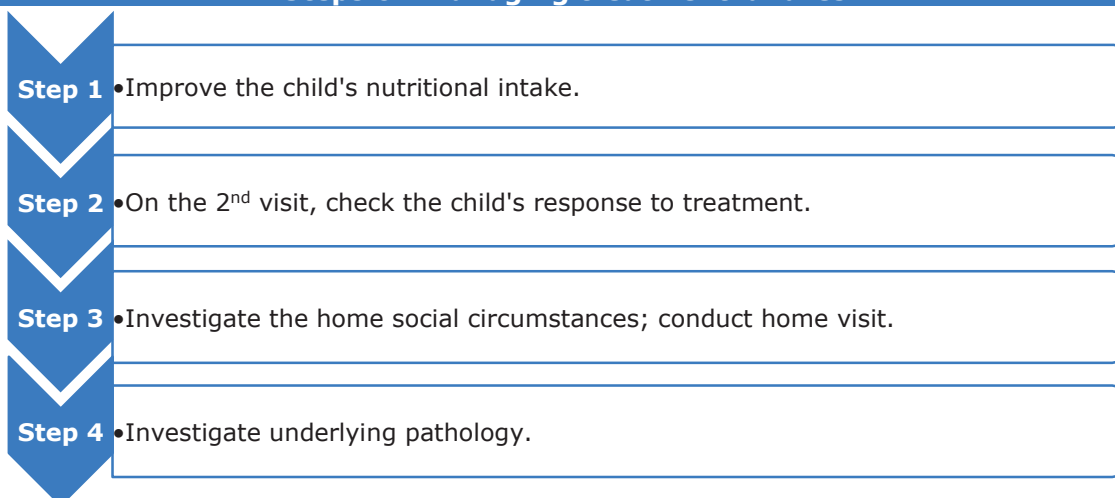 Step 1 •Improve the child's nutritional intake.
Step 2 •On the 2nd visit, check the child's response to treatment.
Step 3 •Investigate the home social circumstances; conduct home visit.
Step 4 •Investigate underlying pathology.